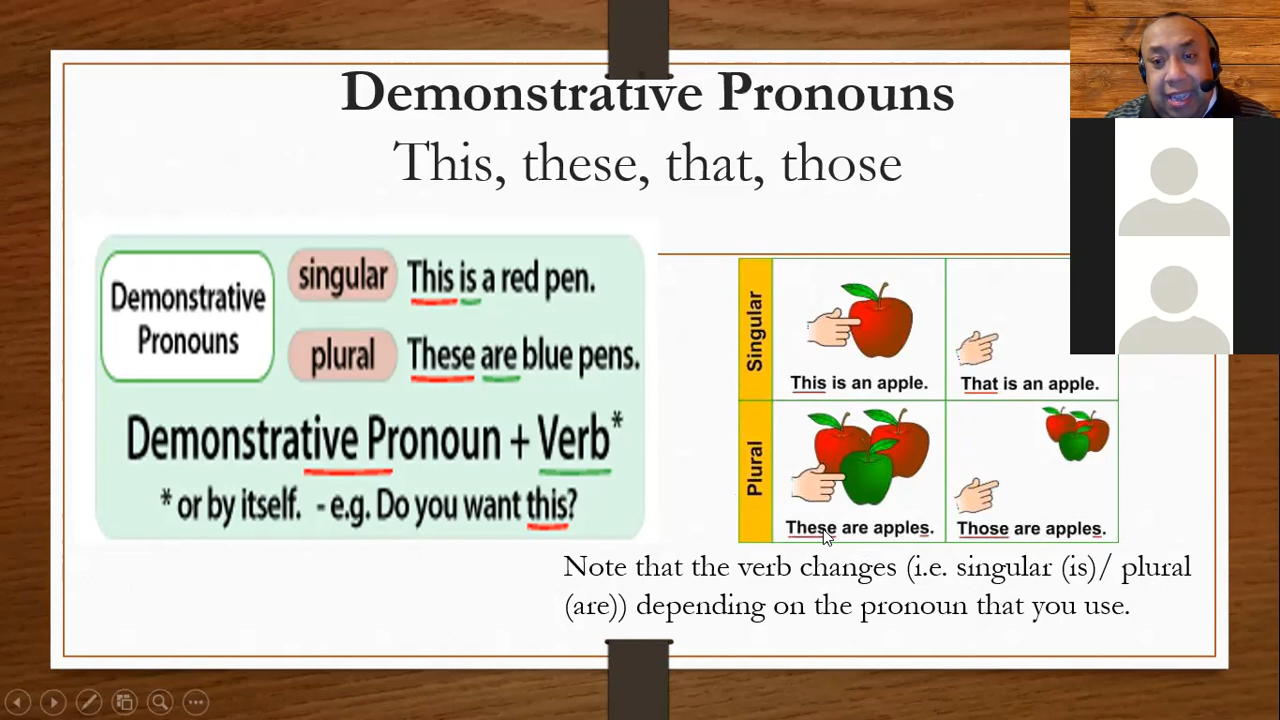 Demonstrative Pronouns
This, these, that, those
Demonstrative
Pronouns
singular
This is a red pen.
plural
These are blue pens.
Demonstrative Pronoun + Verb*
* or by itself. - e.g. Do you want this?
Singular
This is an apple.
That is an apple.
Plural
These are apples.
Those are apples.
Note that the verb changes (i.e. singular (is)/ plural
(are)) depending on the pronoun that you use.